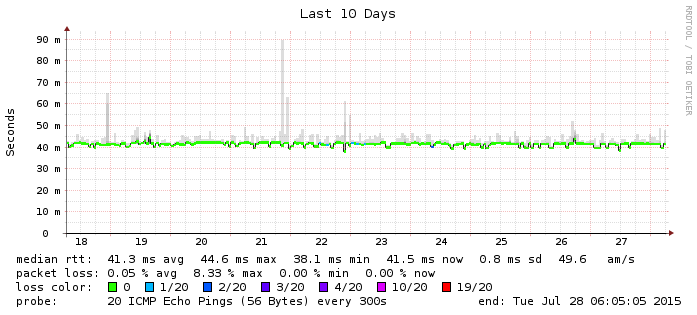 Last 10 Days
RRDTOOL / TOBI OETIKER
Seconds
90 m
80 m
70 m
60 m
50 m
40 m
30 m
20 m
10 m
0
18 19 20 21 22 23 24 25 26 27
median rtt: 41.3 ms avg 44.6 ms max 38.1 ms min 41.5 ms now 0.8 ms sd 49.6 am/s
packet loss: 0.05 % avg 8.33 % max 0.00 % min 0.00 % now
loss color: 0 1/20 2/20 3/20 4/20 10/20 19/20
probe: 20 ICMP Echo Pings (56 Bytes) every 300s end: Tue Jul 28 06:05:05 2015